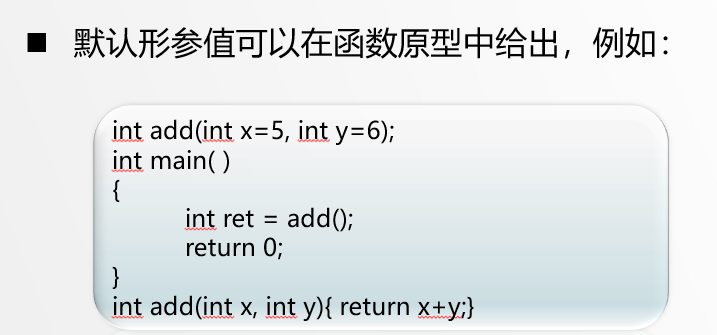 ■ 默认形参值可以在函数原型中给出，例如：
int add(int x=5, int y=6);
int main( )
{
int ret = add();
return 0;
}
int add(int x, int y){ return x+y;}